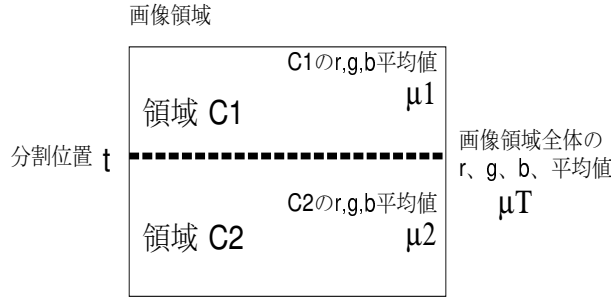 画像領域
C1のr,g,b平均値
μ1
領域 C1
分割位置 t
画像領域全体の
r、g、b、平均値
μT
C2のr,g,b平均値
μ2
領域 C2